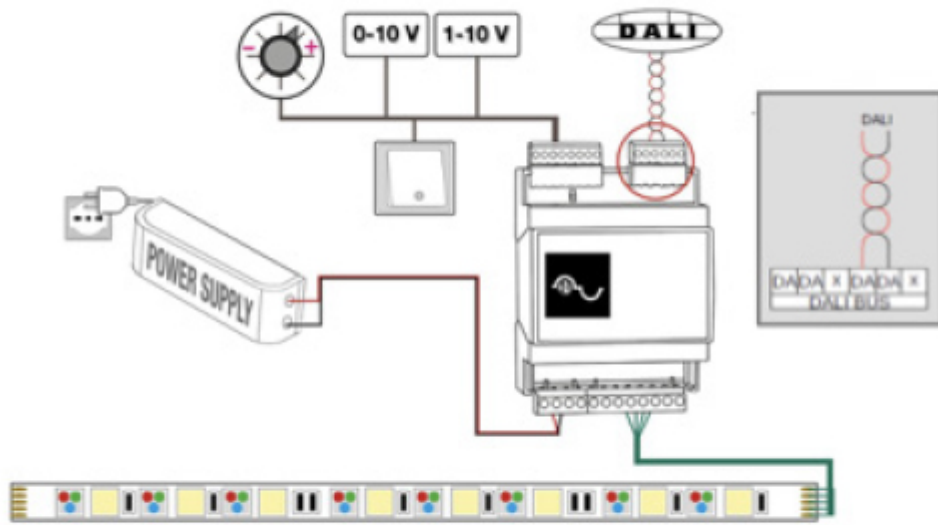 - +
0-10 V
1-10 V
DALI
DALI
POWER SUPPLY
DA DA X DA DA X
DALI BUS